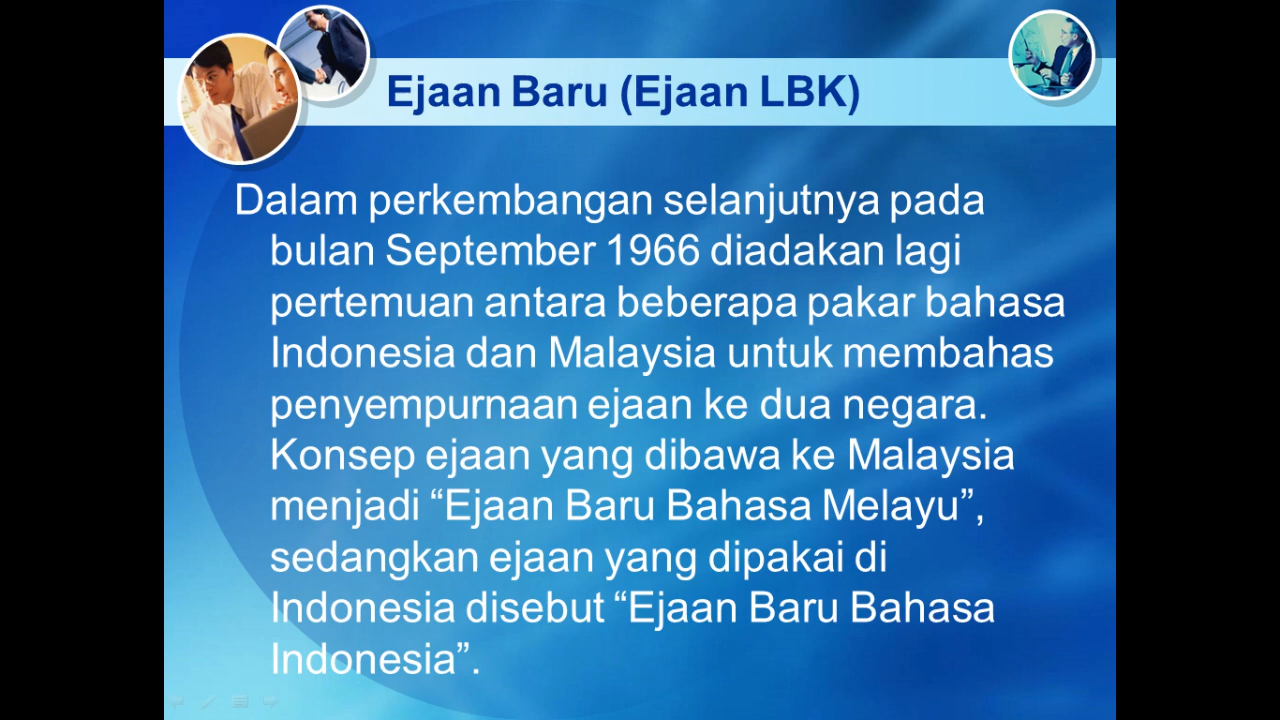 Ejaan Baru (Ejaan LBK)
Dalam perkembangan selanjutnya pada
bulan September 1966 diadakan lagi
pertemuan antara beberapa pakar bahasa
Indonesia dan Malaysia untuk membahas
penyempurnaan ejaan ke dua negara.
Konsep ejaan yang dibawa ke Malaysia
menjadi “Ejaan Baru Bahasa Melayu”,
sedangkan ejaan yang dipakai di
Indonesia disebut “Ejaan Baru Bahasa
Indonesia”.